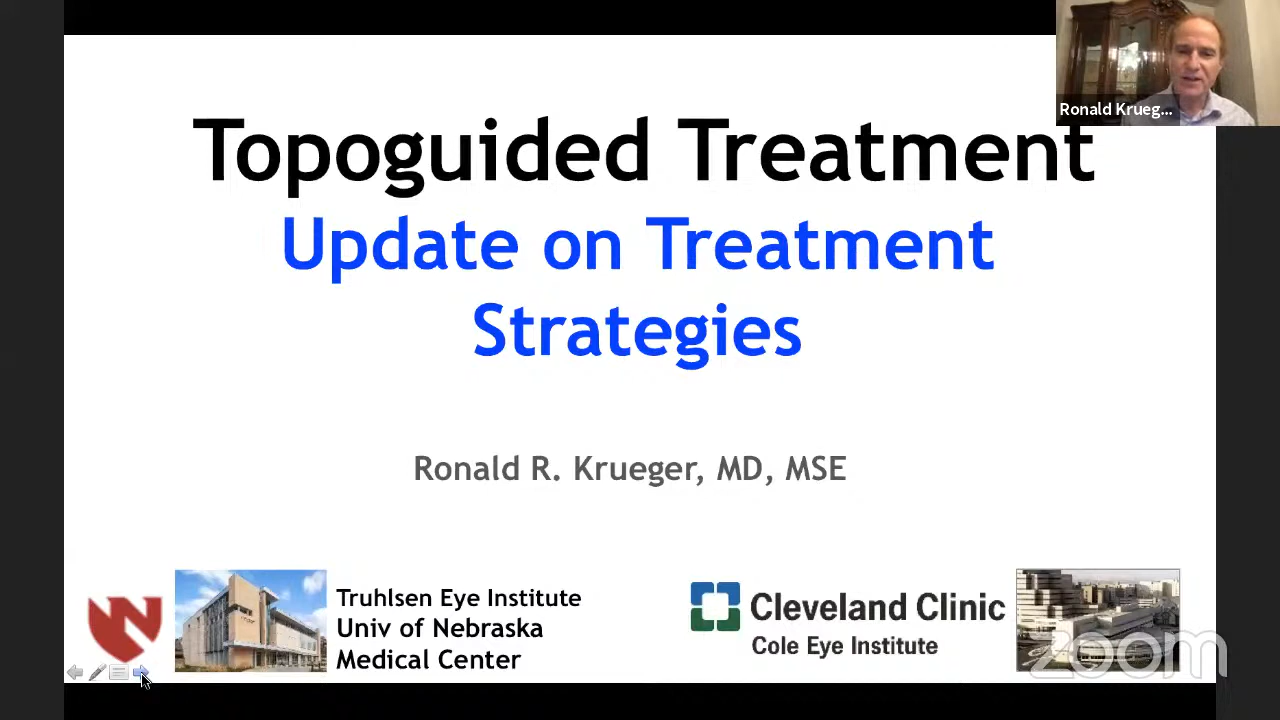 Ronald Krueg...
Topoguided Treatment
Update on Treatment
Strategies
Ronald R. Krueger, MD, MSE
Truhlsen Eye Institute
Univ of Nebraska
Medical Center
Cleveland Clinic
Cole Eye Institute
zoom